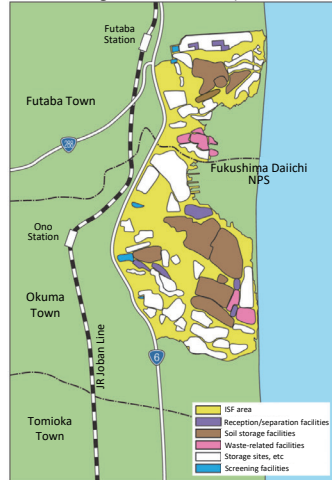 Futaba
Station
Futaba Town
288
Fukushima Daiichi
NPS
Ono
Station
Okuma
Town
JR Joban Line
6
Tomioka
Town
ISF area
Reception/separation facilities
Soil storage facilities
Waste-related facilities
Storage sites, etc
Screening facilities